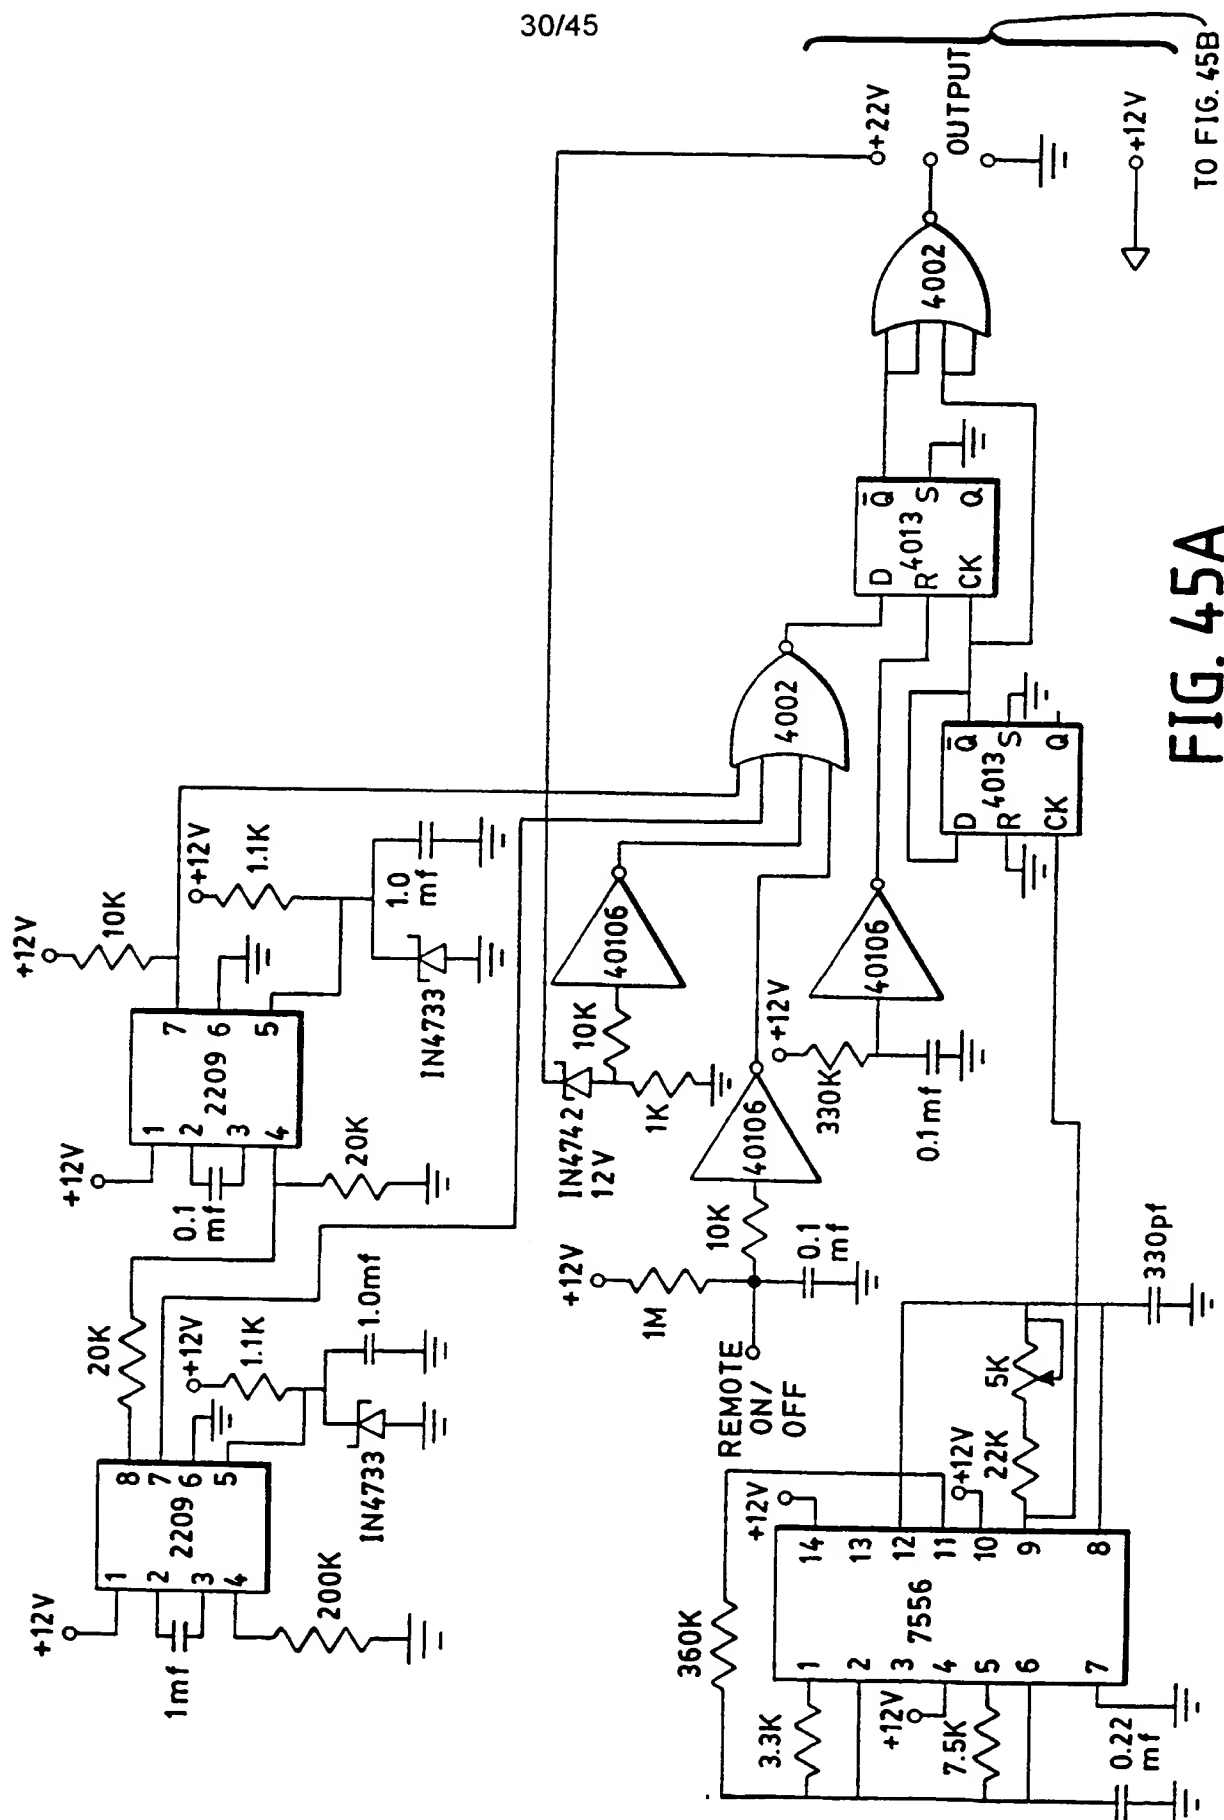 30/45
+12V
1mf
1
2
3
4
2209
8
7
6
5
200K
20K
+12V
1.1K
1.0mf
IN4733
+12V
0.1
mf
1
2
3
4
2209
7
6
5
20K
+12V
10K
+12V
1.1K
1.0
mf
IN4733
IN4742
12V
10K
1K
40106
+12V
1M
REMOTE
ON/
OFF
10K
0.1
mf
40106
+12V
330K
0.1mf
40106
4002
D
R
CK
4013
Q̅
S
Q
D
R
CK
4013
Q̅
S
Q
4002
+22V
OUTPUT
+12V
TO FIG. 45B
360K
3.3K
+12V
7.5K
0.22
mf
1
2
3
4
5
6
7
7556
14
13
12
11
10
9
8
+12V
+12V
22K
5K
330pf
FIG. 45A